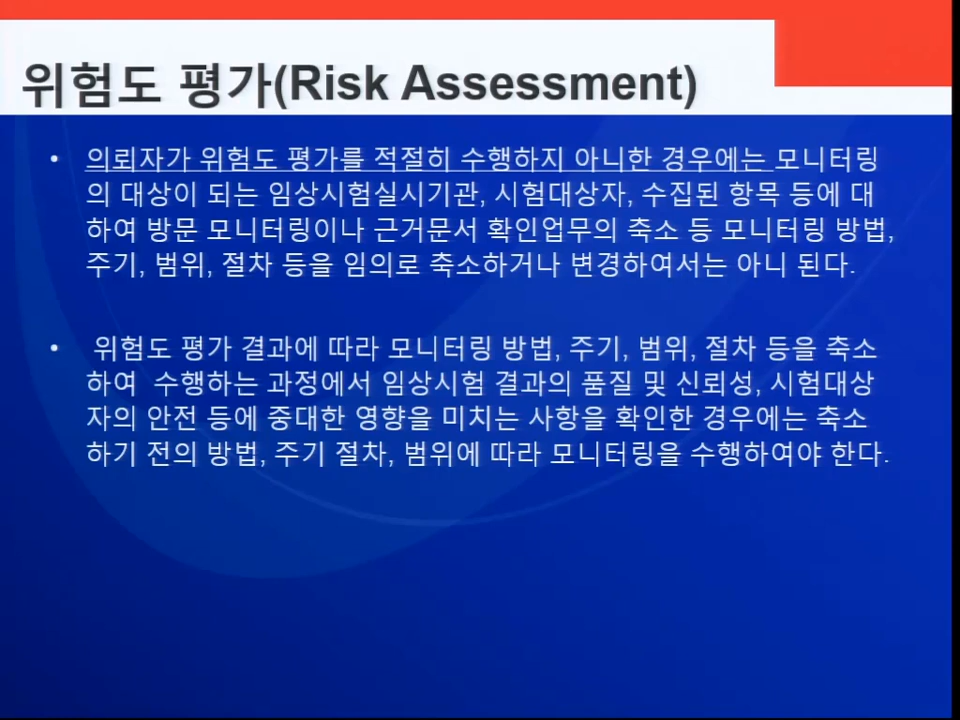 위험도 평가(Risk Assessment)
• 의뢰자가 위험도 평가를 적절히 수행하지 아니한 경우에는 모니터링
의 대상이 되는 임상시험실시기관, 시험대상자, 수집된 항목 등에 대
하여 방문 모니터링이나 근거문서 확인업무의 축소 등 모니터링 방법,
주기, 범위, 절차 등을 임의로 축소하거나 변경하여서는 아니 된다.
• 위험도 평가 결과에 따라 모니터링 방법, 주기, 범위, 절차 등을 축소
하여 수행하는 과정에서 임상시험 결과의 품질 및 신뢰성, 시험대상
자의 안전 등에 중대한 영향을 미치는 사항을 확인한 경우에는 축소
하기 전의 방법, 주기 절차, 범위에 따라 모니터링을 수행하여야 한다.